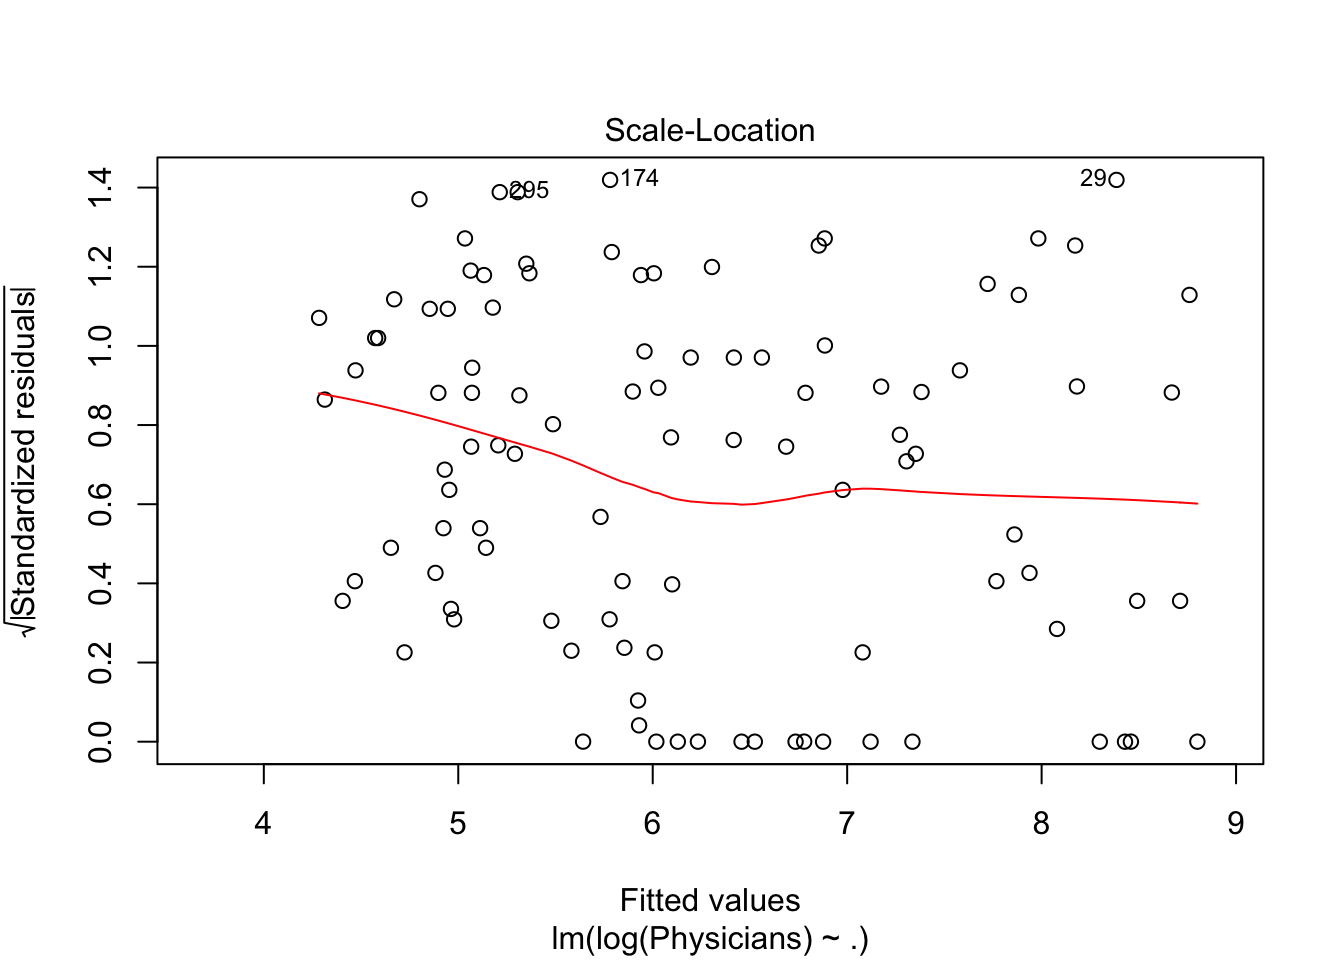 Scale-Location
√|Standardized residuals|
1.4
1.2
1.0
0.8
0.6
0.4
0.2
0.0
295
174
29
4 5 6 7 8 9
Fitted values
lm(log(Physicians) ~ .)